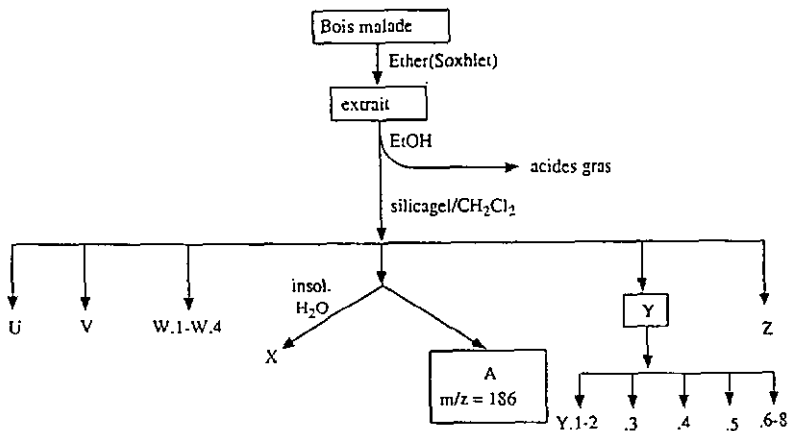 Bois malade
Ether(Soxhlet)
extrait
EtOH
acides gras
silicagel/CH2Cl2
insol.
H2O
U
V
W.1-W.4
X
A
m/z = 186
Y
Z
Y.1-2
.3
.4
.5
.6-8